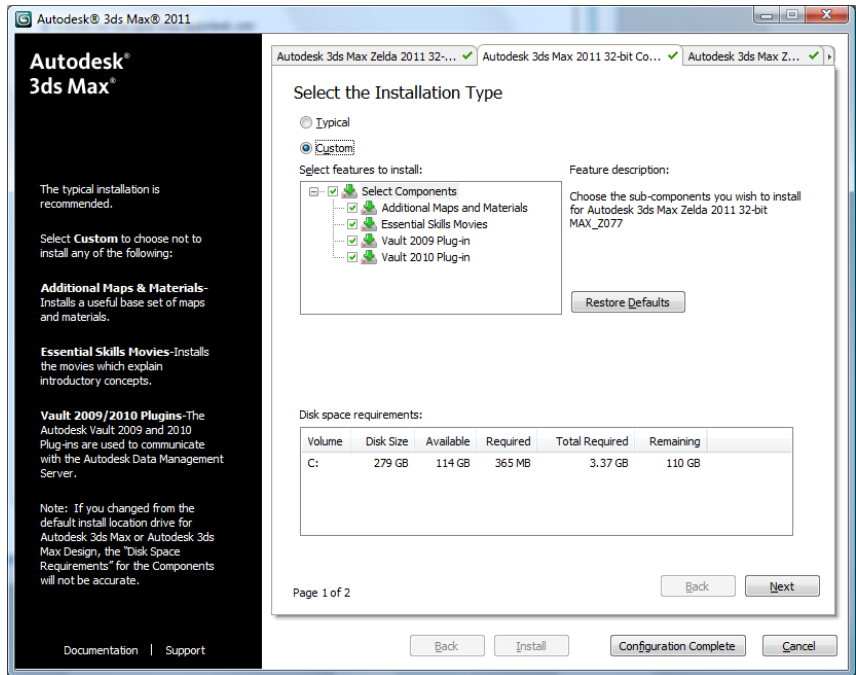 Autodesk® 3ds Max® 2011
Autodesk®
3ds Max®
The typical installation is
recommended.
Select Custom to choose not to
install any of the following:
Additional Maps & Materials-
Installs a useful base set of maps
and materials.
Essential Skills Movies-Installs
the movies which explain
introductory concepts.
Vault 2009/2010 Plugins-The
Autodesk Vault 2009 and 2010
Plug-ins are used to communicate
with the Autodesk Data Management
Server.
Note: If you changed from the
default install location drive for
Autodesk 3ds Max or Autodesk 3ds
Max Design, the "Disk Space
Requirements" for the Components
will not be accurate.
Documentation | Support
Autodesk 3ds Max Zelda 2011 32-... Autodesk 3ds Max 2011 32-bit Co... Autodesk 3ds Max Z...
Select the Installation Type
Typical
Custom
Select features to install:
Select Components
Additional Maps and Materials
Essential Skills Movies
Vault 2009 Plug-in
Vault 2010 Plug-in
Feature description:
Choose the sub-components you wish to install
for Autodesk 3ds Max Zelda 2011 32-bit
MAX_Z077
Restore Defaults
Disk space requirements:
Volume Disk Size Available Required Total Required Remaining
C: 279 GB 114 GB 365 MB 3.37 GB 110 GB
Page 1 of 2
Back Next
Back Install Configuration Complete Cancel